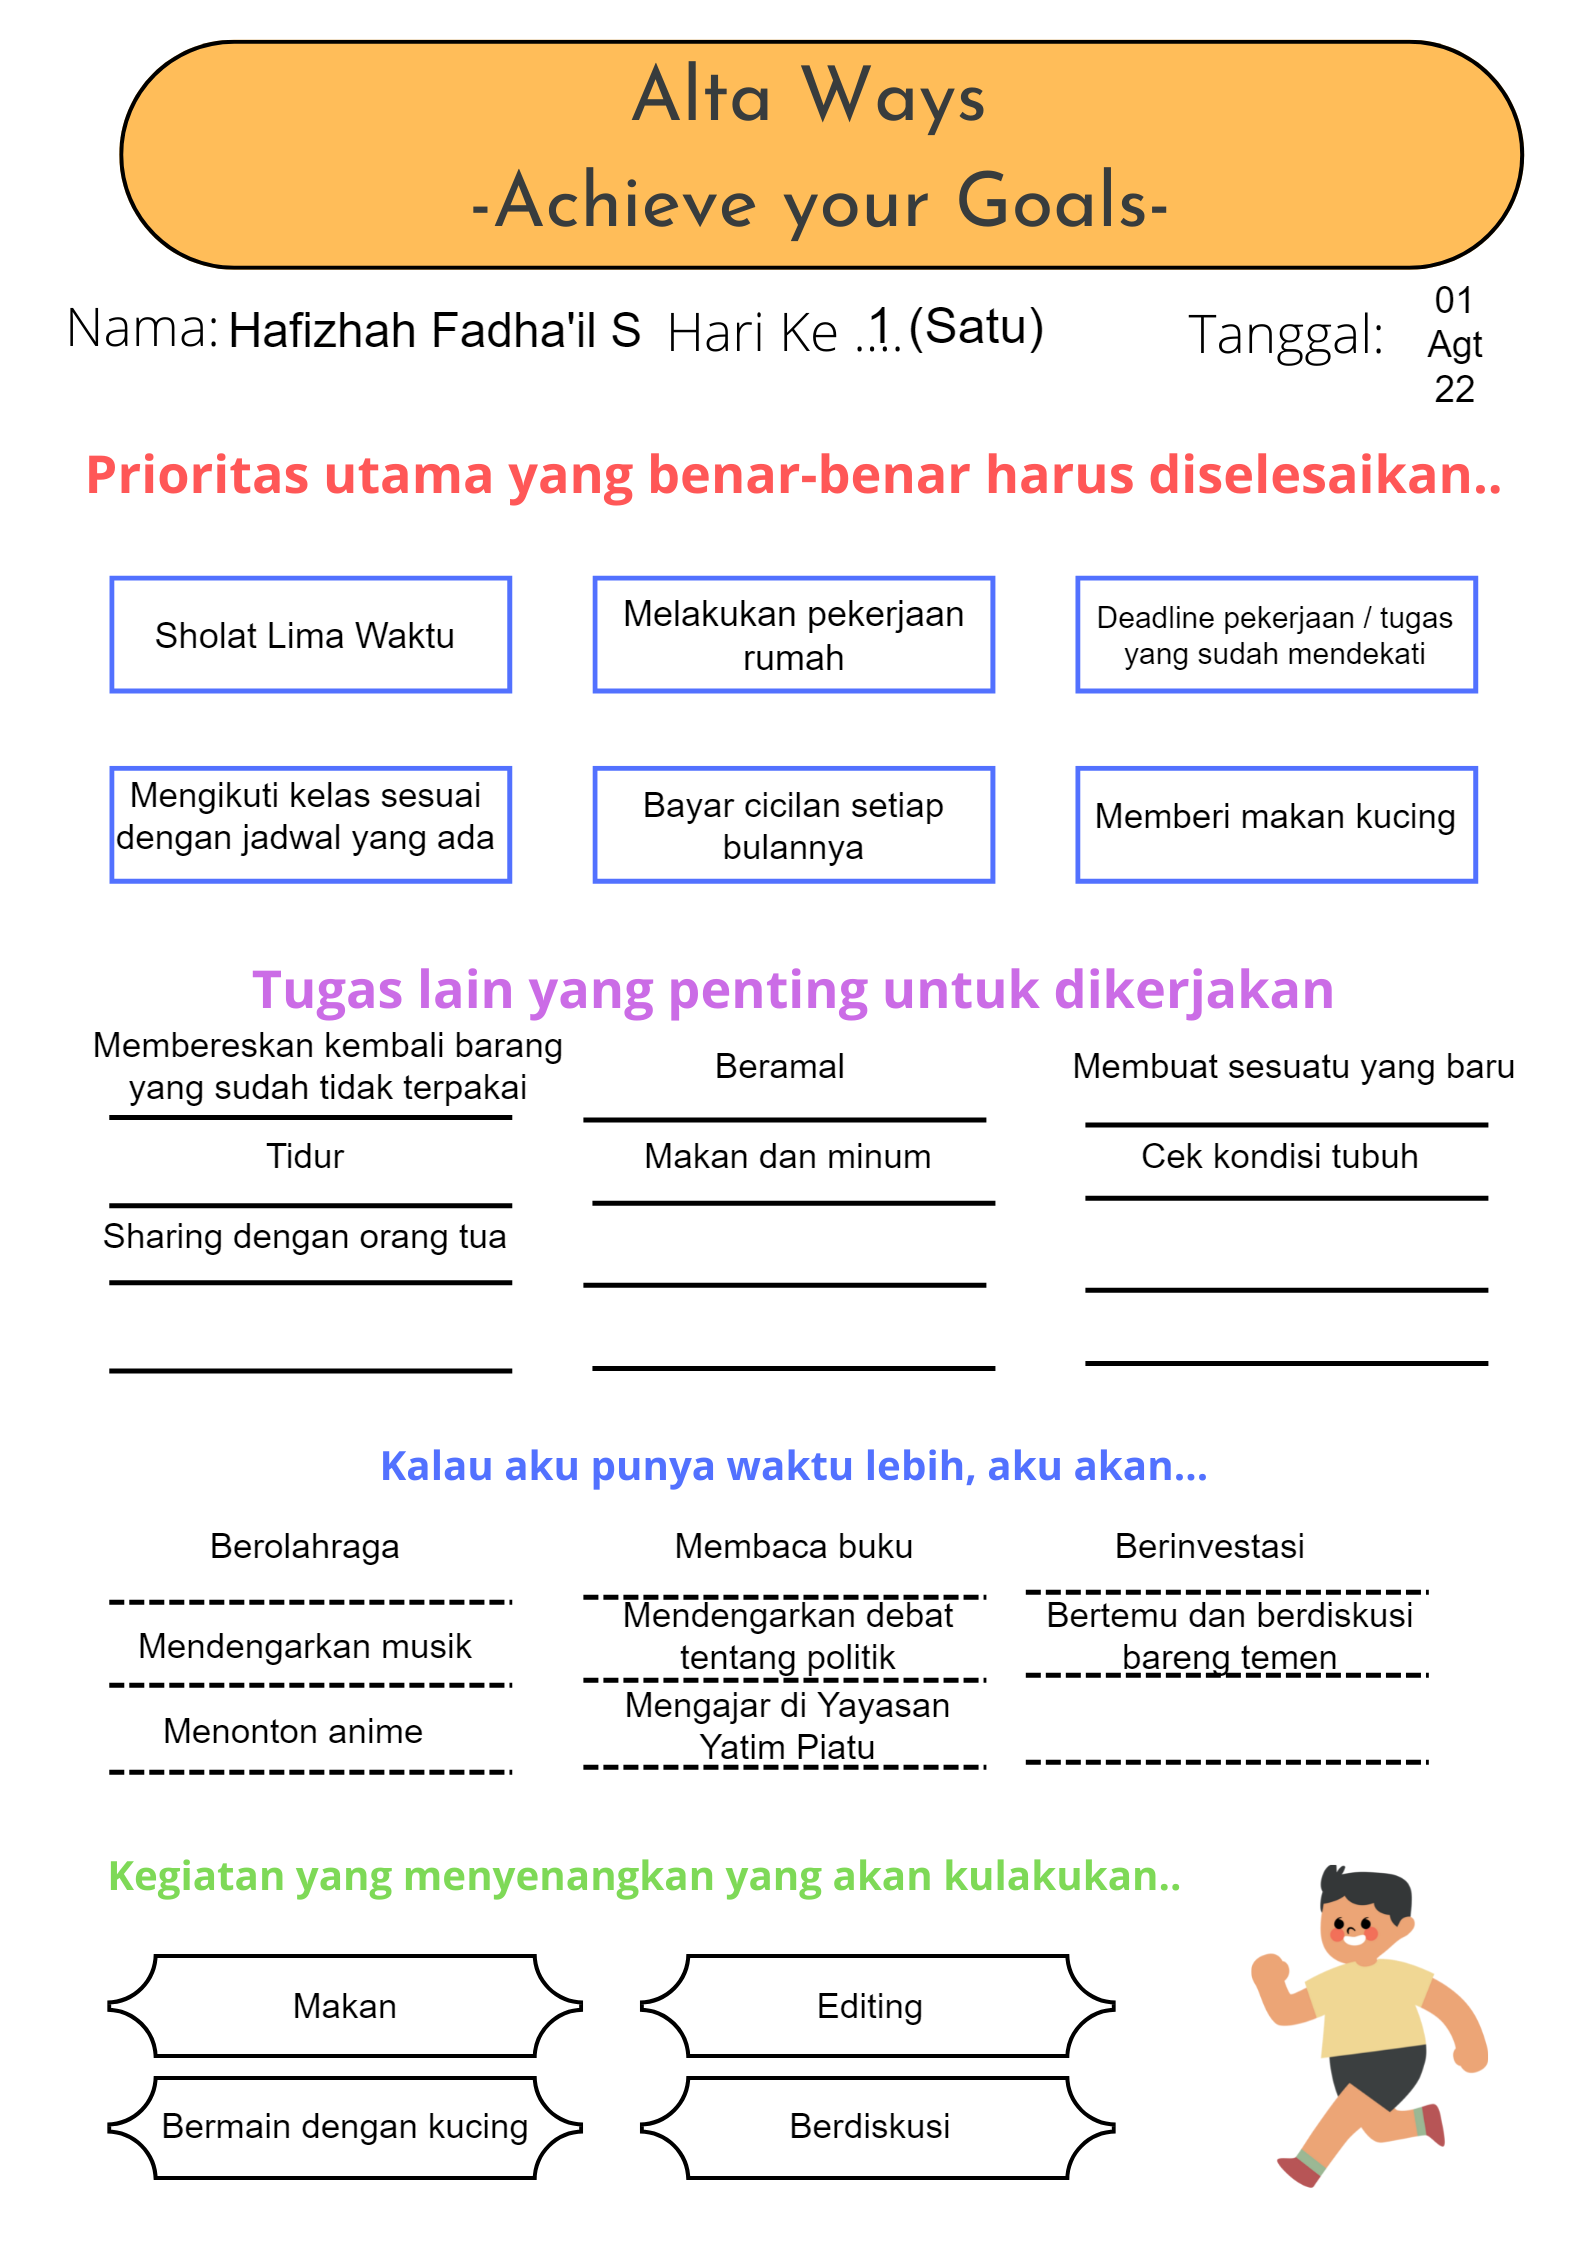 Alta Ways
-Achieve your Goals-
Nama: Hafizhah Fadha'il S Hari Ke .... 1 (Satu) Tanggal: 01
Agt
22
Prioritas utama yang benar-benar harus diselesaikan..
Sholat Lima Waktu
Melakukan pekerjaan
rumah
Deadline pekerjaan / tugas
yang sudah mendekati
Mengikuti kelas sesuai
dengan jadwal yang ada
Bayar cicilan setiap
bulannya
Memberi makan kucing
Tugas lain yang penting untuk dikerjakan
Membereskan kembali barang
yang sudah tidak terpakai
Beramal
Membuat sesuatu yang baru
Tidur
Makan dan minum
Cek kondisi tubuh
Sharing dengan orang tua
Kalau aku punya waktu lebih, aku akan...
Berolahraga
Membaca buku
Berinvestasi
Mendengarkan musik
Mendengarkan debat
tentang politik
Bertemu dan berdiskusi
bareng temen
Menonton anime
Mengajar di Yayasan
Yatim Piatu
Kegiatan yang menyenangkan yang akan kulakukan..
Makan
Editing
Bermain dengan kucing
Berdiskusi